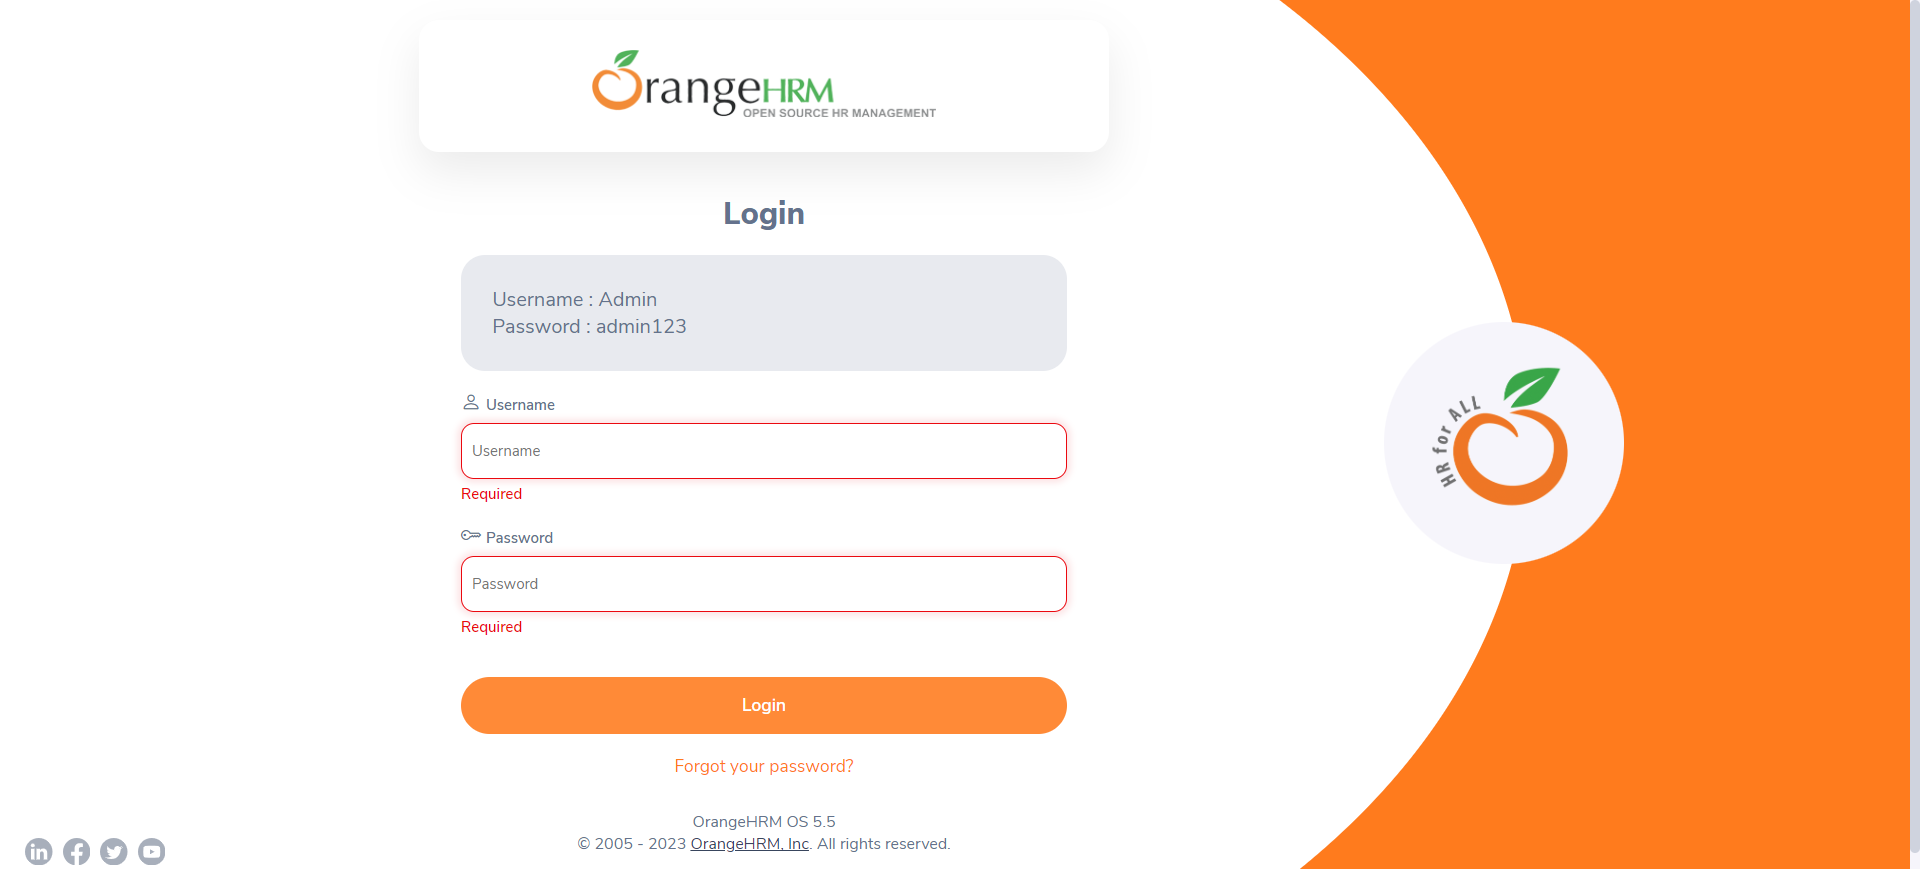 OrangeHRM
OPEN SOURCE HR MANAGEMENT
Login
Username : Admin
Password : admin123
Username
Username
Required
Password
Password
Required
Login
Forgot your password?
OrangeHRM OS 5.5
© 2005 - 2023 OrangeHRM, Inc. All rights reserved.
HR for ALL